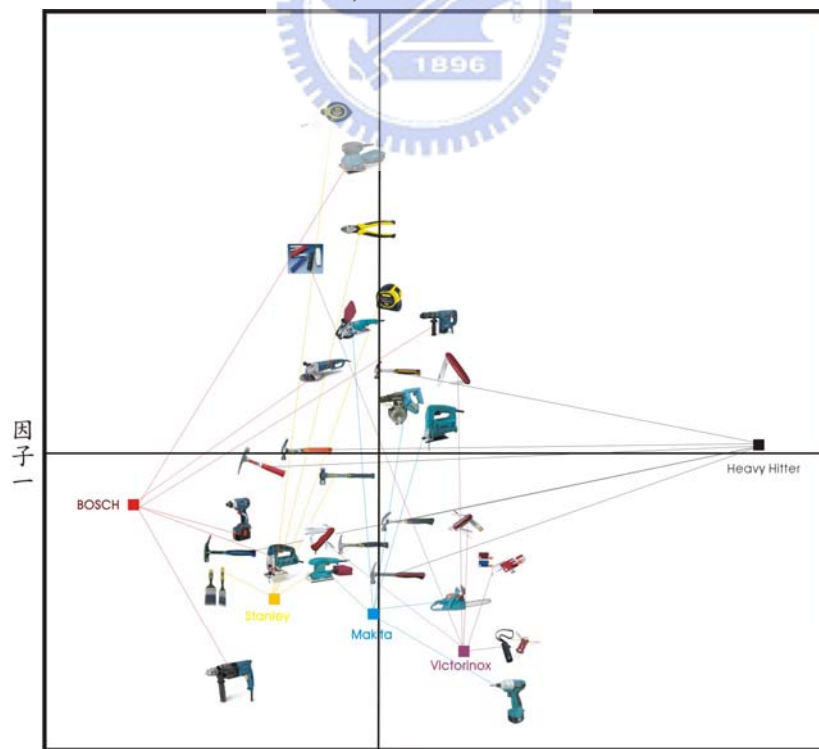 1896
因子一
Heavy Hitter
BOSCH
Stanley
Makita
Victorinox